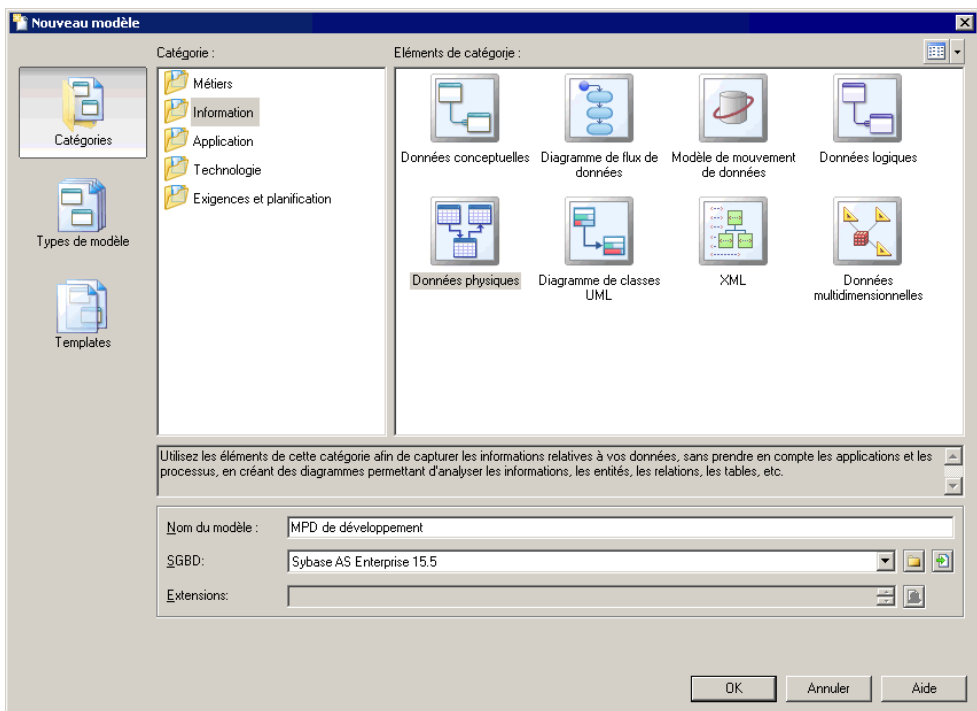 Nouveau modèle
Catégorie :
Eléments de catégorie :
Catégories
Types de modèle
Templates
Métiers
Information
Application
Technologie
Exigences et planification
Données conceptuelles
Diagramme de flux de
données
Modèle de mouvement
de données
Données logiques
Données physiques
Diagramme de classes
UML
XML
Données
multidimensionnelles
Utilisez les éléments de cette catégorie afin de capturer les informations relatives à vos données, sans prendre en compte les applications et les
processus, en créant des diagrammes permettant d'analyser les informations, les entités, les relations, les tables, etc.
Nom du modèle :
MPD de développement
SGBD:
Sybase AS Enterprise 15.5
Extensions:
OK
Annuler
Aide